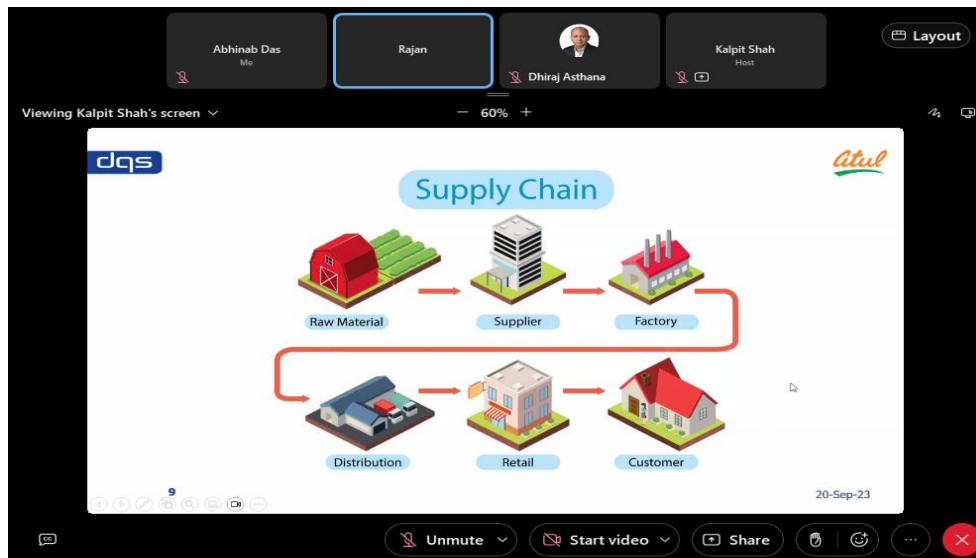 Abhinab Das
Me
Rajan
Dhiraj Asthana
Kalpit Shah
Host
Layout
Viewing Kalpit Shah's screen
60%
dqs
atul
Supply Chain
Raw Material
Supplier
Factory
Distribution
Retail
Customer
9
20-Sep-23
CC
Unmute
Start video
Share